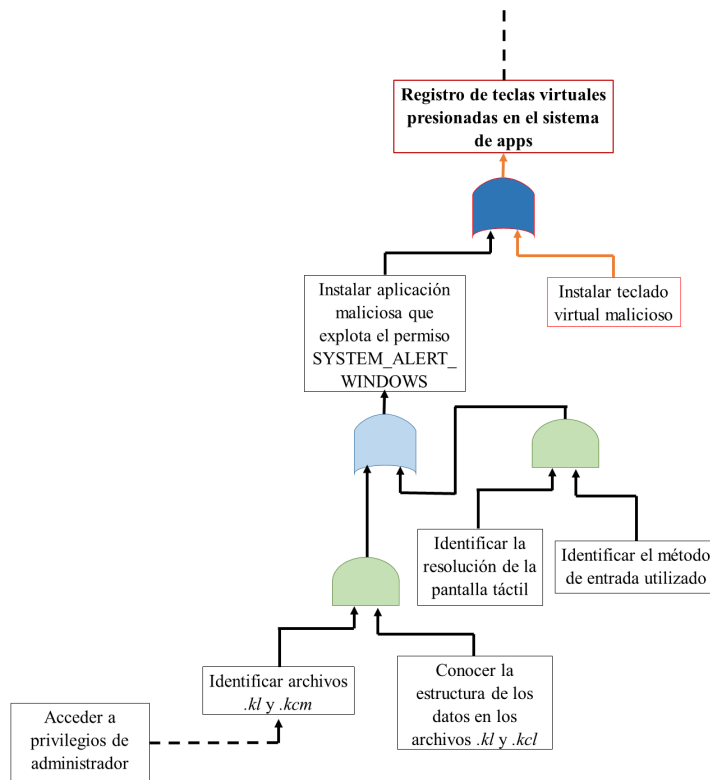 Registro de teclas virtuales
presionadas en el sistema
de apps
Instalar aplicación
maliciosa que
explota el permiso
SYSTEM_ALERT_
WINDOWS
Instalar teclado
virtual malicioso
Identificar la
resolución de la
pantalla táctil
Identificar el método
de entrada utilizado
Identificar archivos
.kl y .kcm
Conocer la
estructura de los
datos en los
archivos .kl y .kcl
Acceder a
privilegios de
administrador